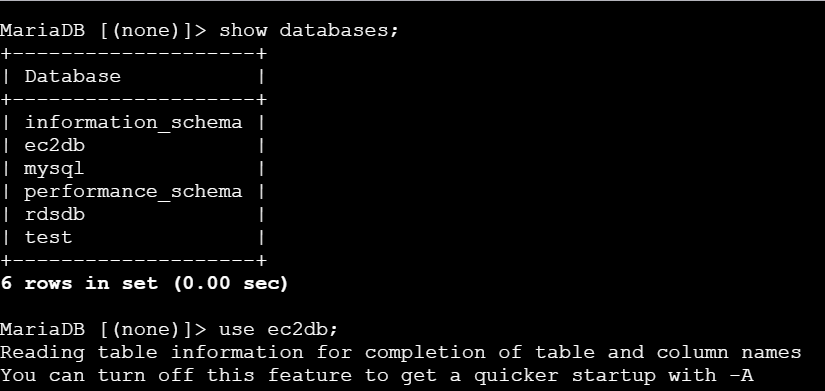 MariaDB [(none)]> show databases;
+--------------------+
| Database           |
+--------------------+
| information_schema |
| ec2db              |
| mysql              |
| performance_schema |
| rdsdb              |
| test               |
+--------------------+
6 rows in set (0.00 sec)
MariaDB [(none)]> use ec2db;
Reading table information for completion of table and column names
You can turn off this feature to get a quicker startup with -A